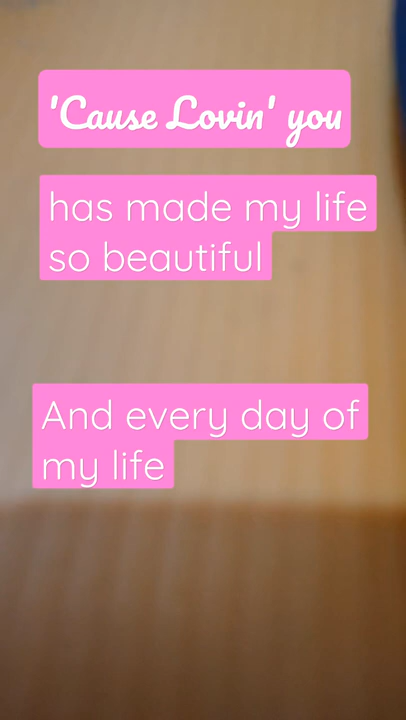 'Cause Lovin' you
has made my life
so beautiful
And every day of
my life